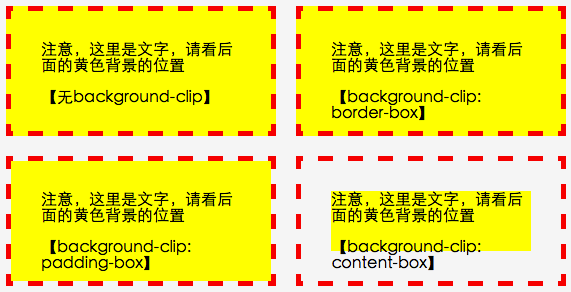 注意，这里是文字，请看后
面的黄色背景的位置
【无background-clip】
注意，这里是文字，请看后
面的黄色背景的位置
【background-clip:
border-box】
注意，这里是文字，请看后
面的黄色背景的位置
【background-clip:
padding-box】
注意，这里是文字，请看后
面的黄色背景的位置
【background-clip:
content-box】